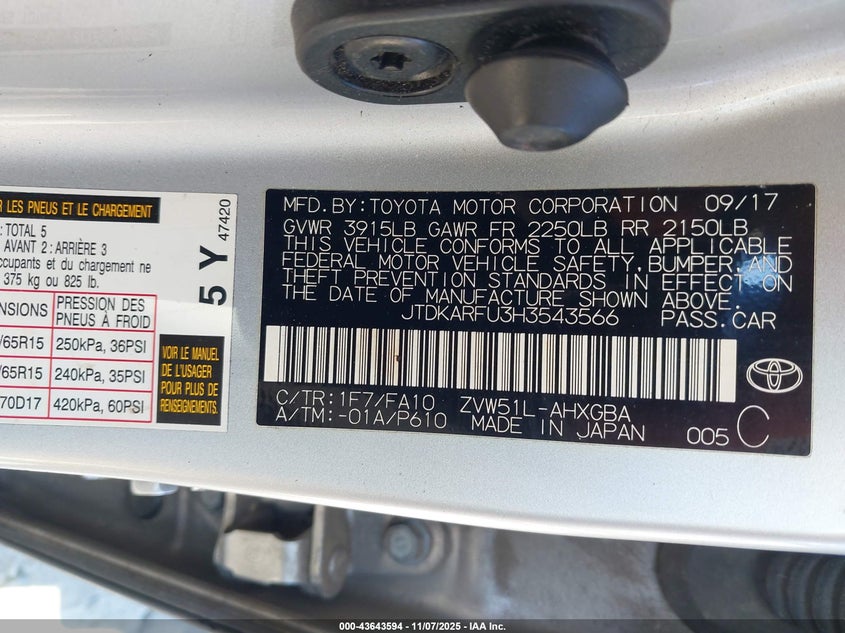 R LES PNEUS ET LE CHARGEMENT
: TOTAL 5
AVANT 2 : ARRIÈRE 3
ccupants et du chargement ne
375 kg ou 825 lb.
NSIONS PRESSION DES PNEUS À FROID
/65R15 250kPa, 36PSI
/65R15 240kPa, 35PSI
70D17 420kPa, 60PSI
VOIR LE MANUEL
DE L'USAGER
POUR PLUS DE
RENSEIGNEMENTS.
5 Y 47420
MFD. BY: TOYOTA MOTOR CORPORATION 09/17
GVWR 3915LB GAWR FR 2250LB RR 2150LB
THIS VEHICLE CONFORMS TO ALL APPLICABLE
FEDERAL MOTOR VEHICLE SAFETY, BUMPER, AND
THEFT PREVENTION STANDARDS IN EFFECT ON
THE DATE OF MANUFACTURE SHOWN ABOVE.
JTDKARFU3H3543566 PASS. CAR
C/TR: 1F7/FA10 ZVW51L-AHXGBA
A/TM: -01A/P610 MADE IN JAPAN 005 C
000-43643594 - 11/07/2025 - IAA Inc.